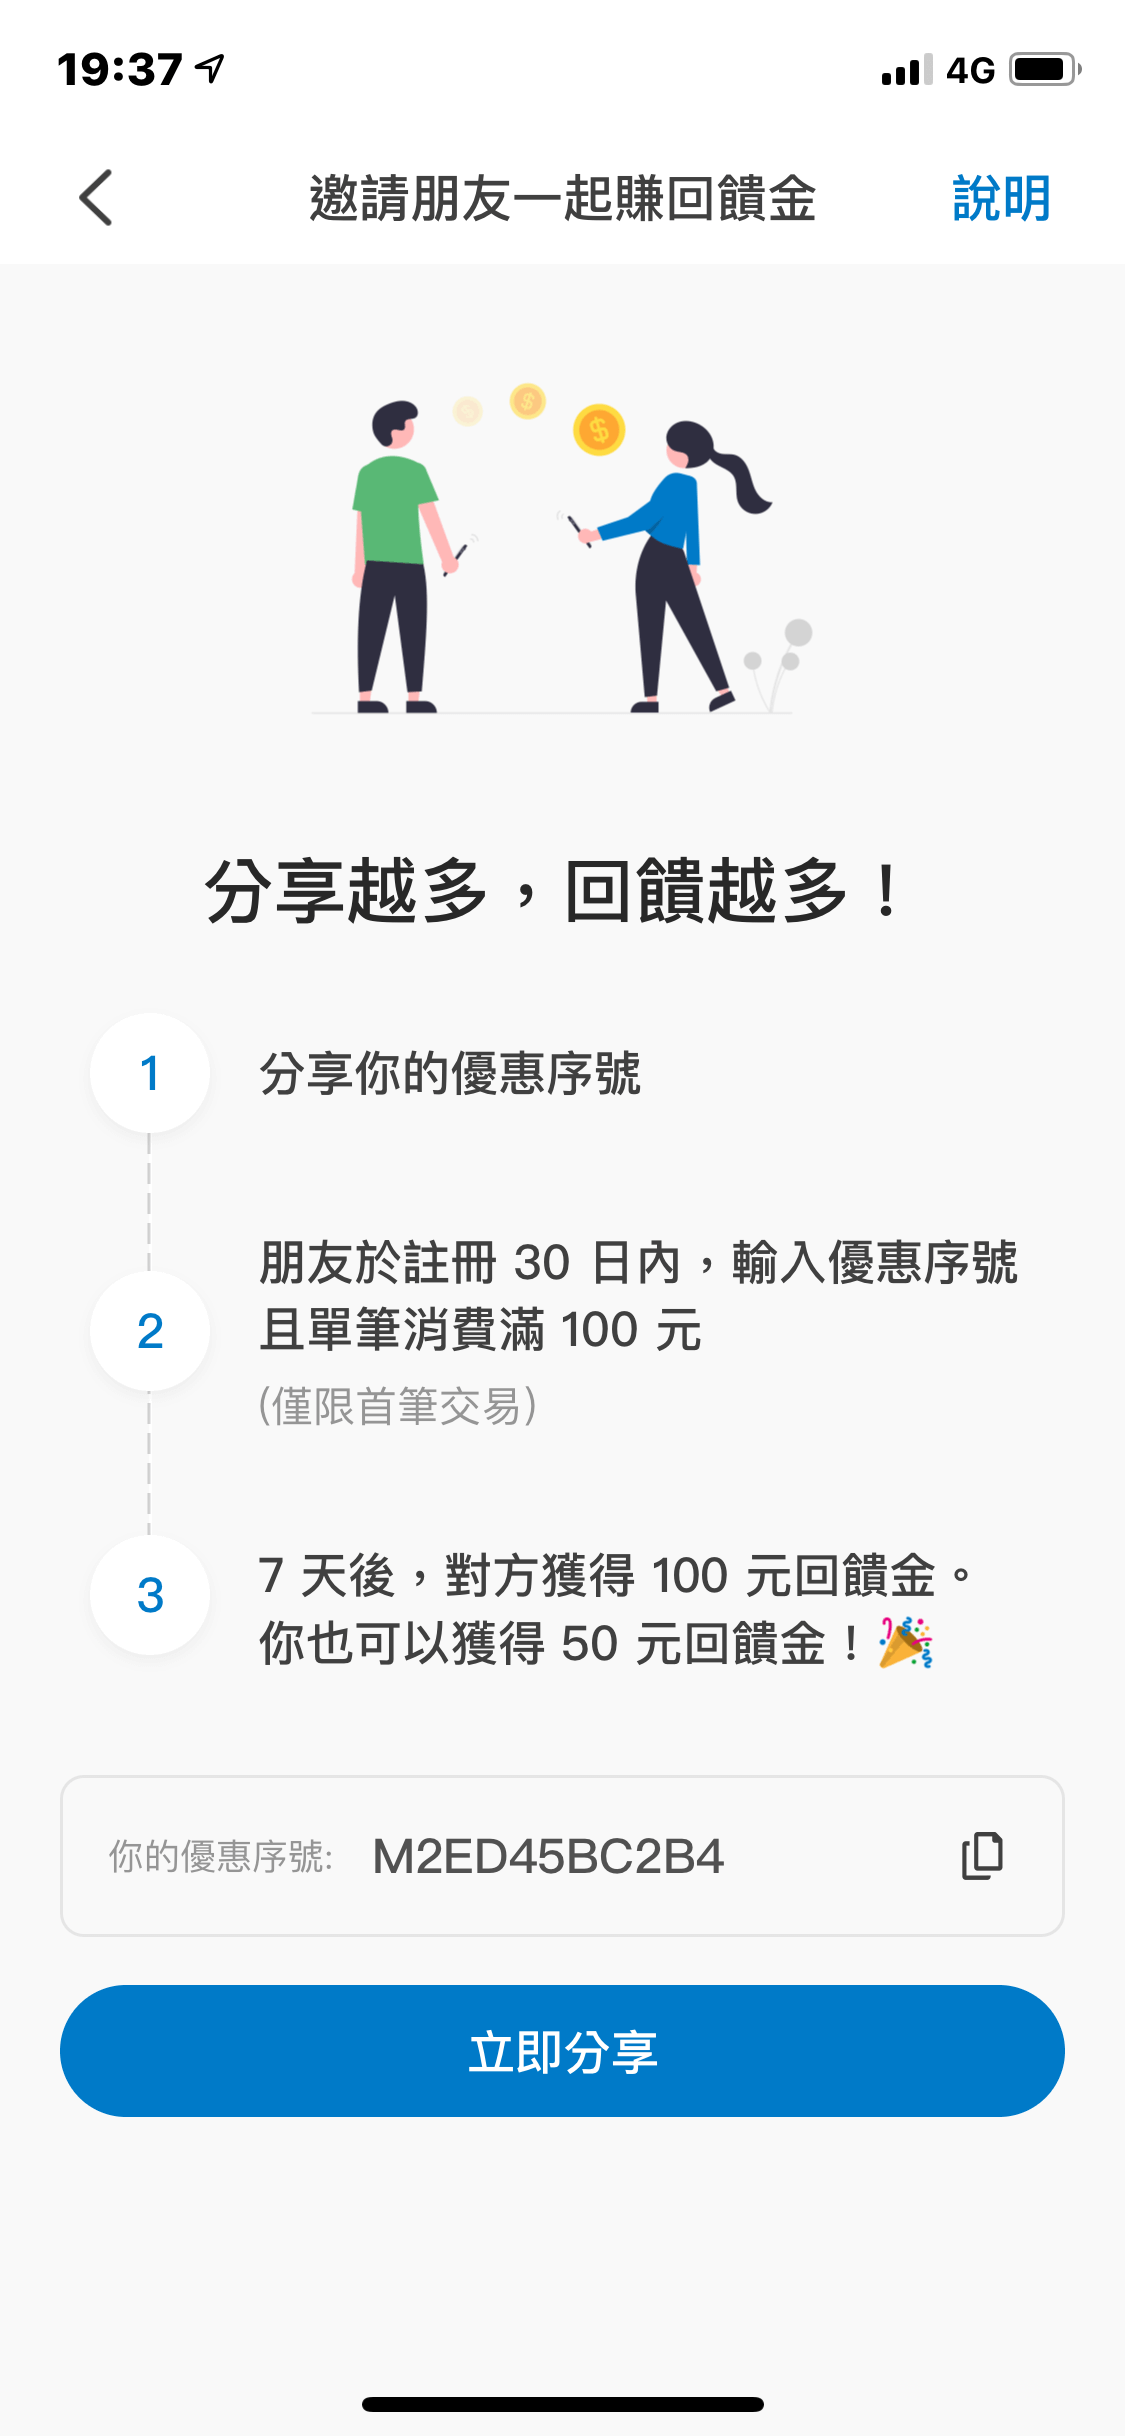 19:37
4G
邀請朋友一起賺回饋金
說明
分享越多，回饋越多！
1
分享你的優惠序號
2
朋友於註冊 30 日內，輸入優惠序號
且單筆消費滿 100 元
(僅限首筆交易)
3
7 天後，對方獲得 100 元回饋金。
你也可以獲得 50 元回饋金！🎉
你的優惠序號: M2ED45BC2B4
立即分享